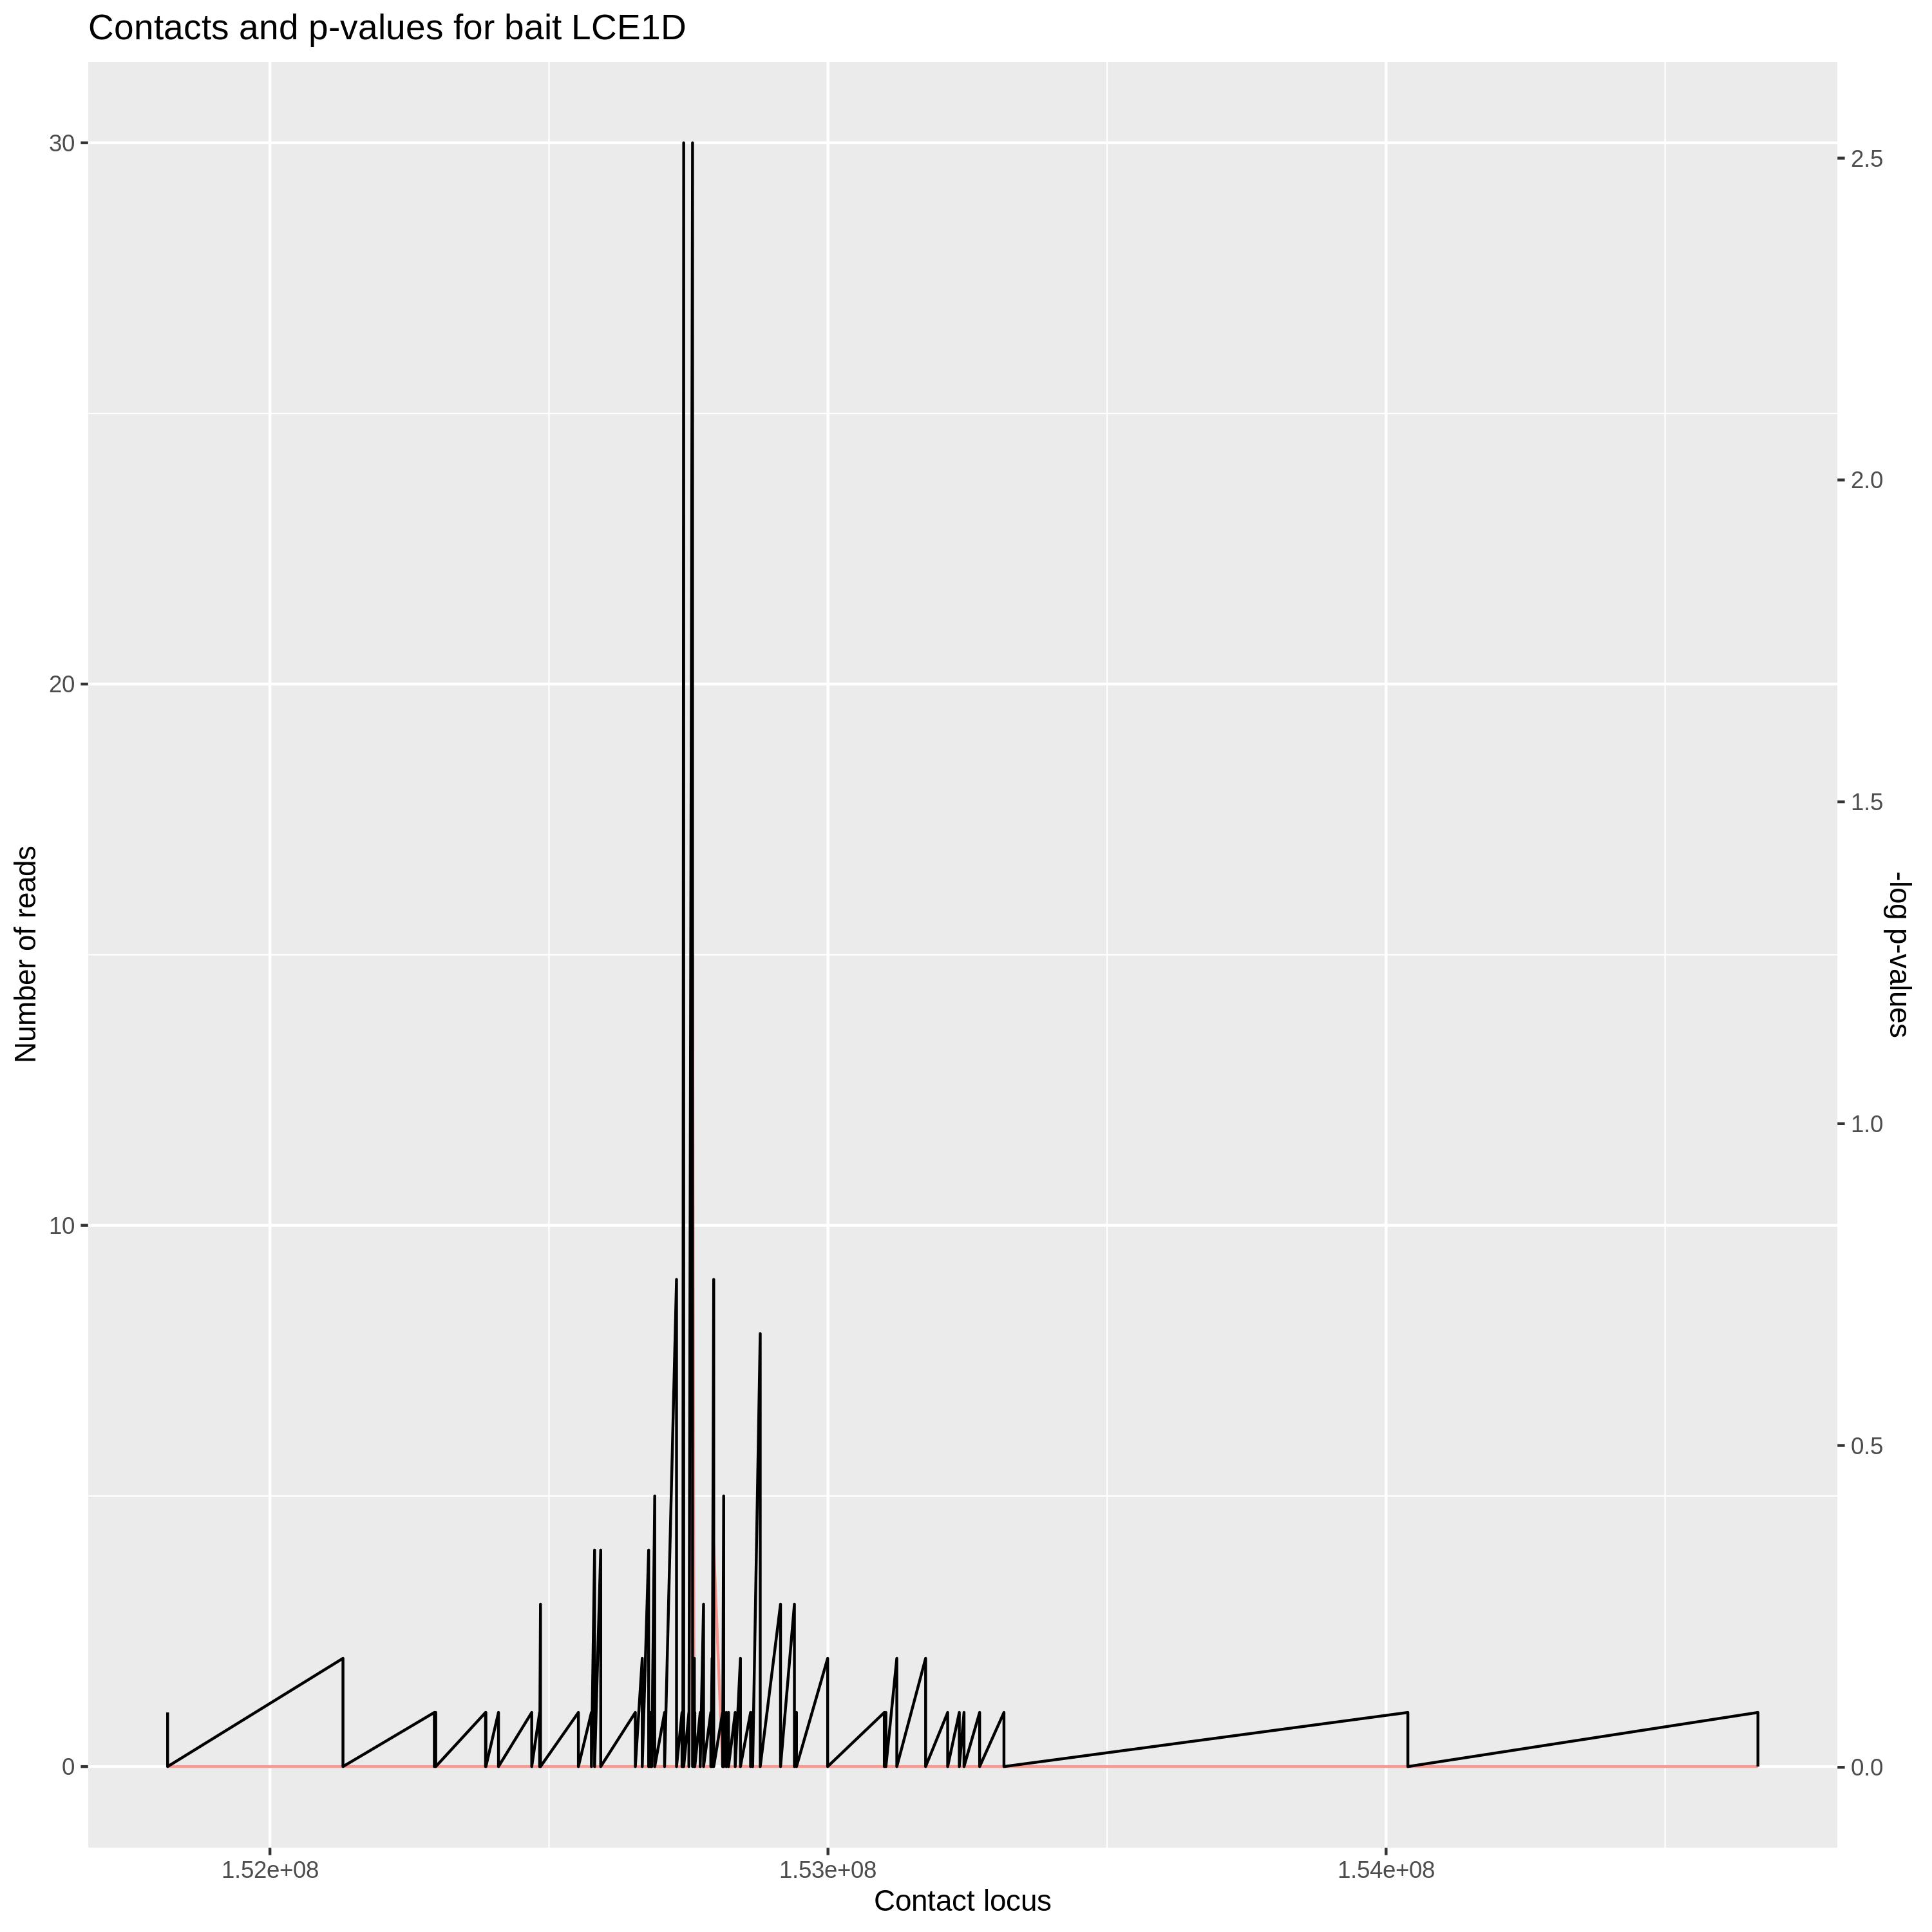 Contacts and p-values for bait LCE1D
30
20
10
0
Number of reads
2.5
2.0
1.5
1.0
0.5
0.0
-log p-values
1.52e+08
1.53e+08
1.54e+08
Contact locus